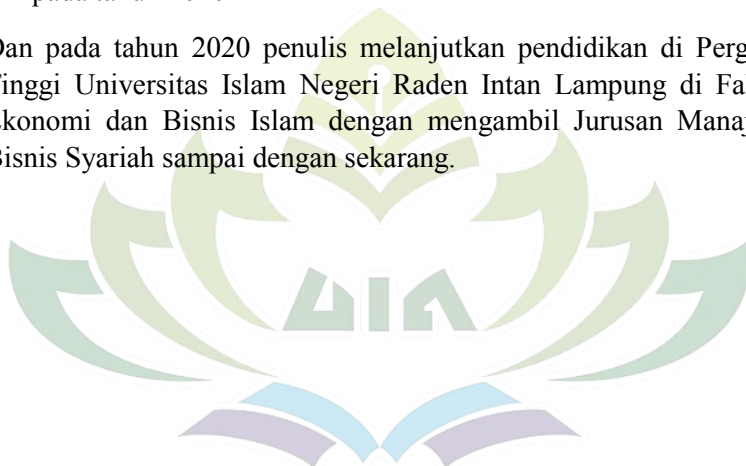 Dan pada tahun 2020 penulis melanjutkan pendidikan di Perg
Tinggi Universitas Islam Negeri Raden Intan Lampung di Fa
Ekonomi dan Bisnis Islam dengan mengambil Jurusan Mana
Bisnis Syariah sampai dengan sekarang.
UIN